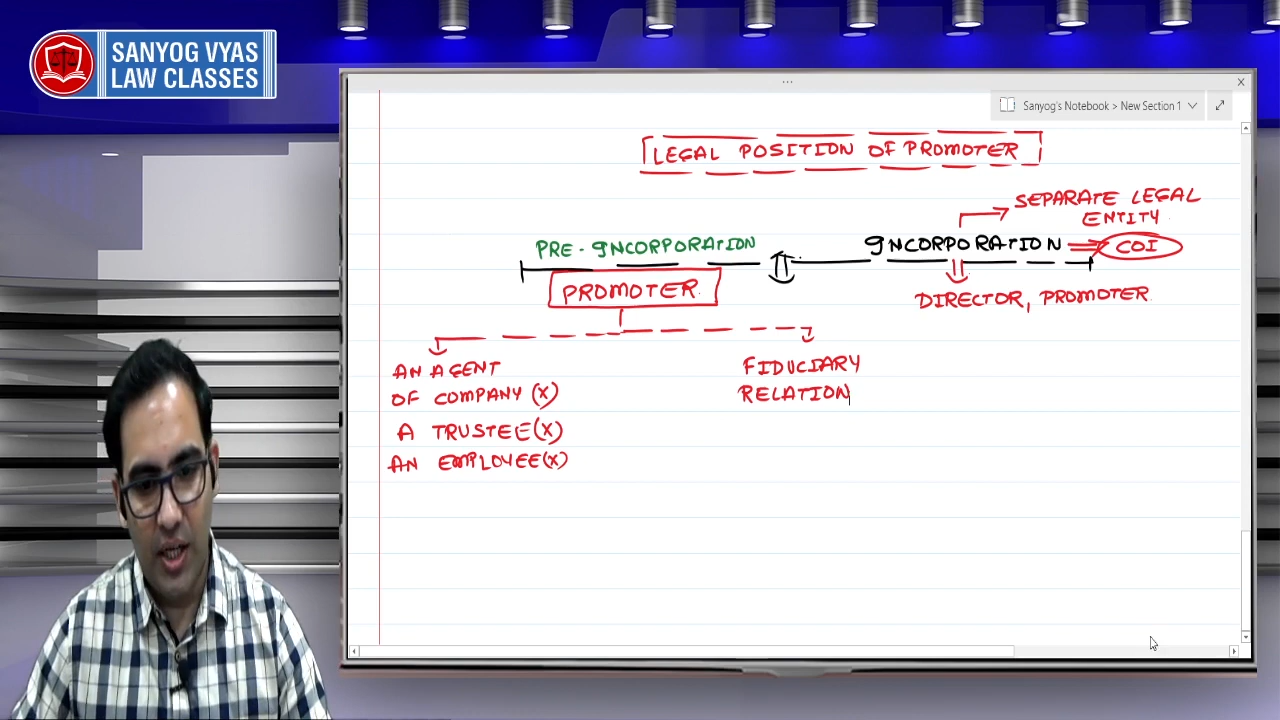 SANYOG VYAS
LAW CLASSES
Sanyog's Notebook > New Section 1
LEGAL POSITION OF PROMOTER
SEPARATE LEGAL
ENTITY
PRE-INCORPORATION
INCORPORATION
COI
PROMOTER
DIRECTOR, PROMOTER
AN AGENT
OF COMPANY (X)
A TRUSTEE (X)
AN EMPLOYEE (X)
FIDUCIARY
RELATION